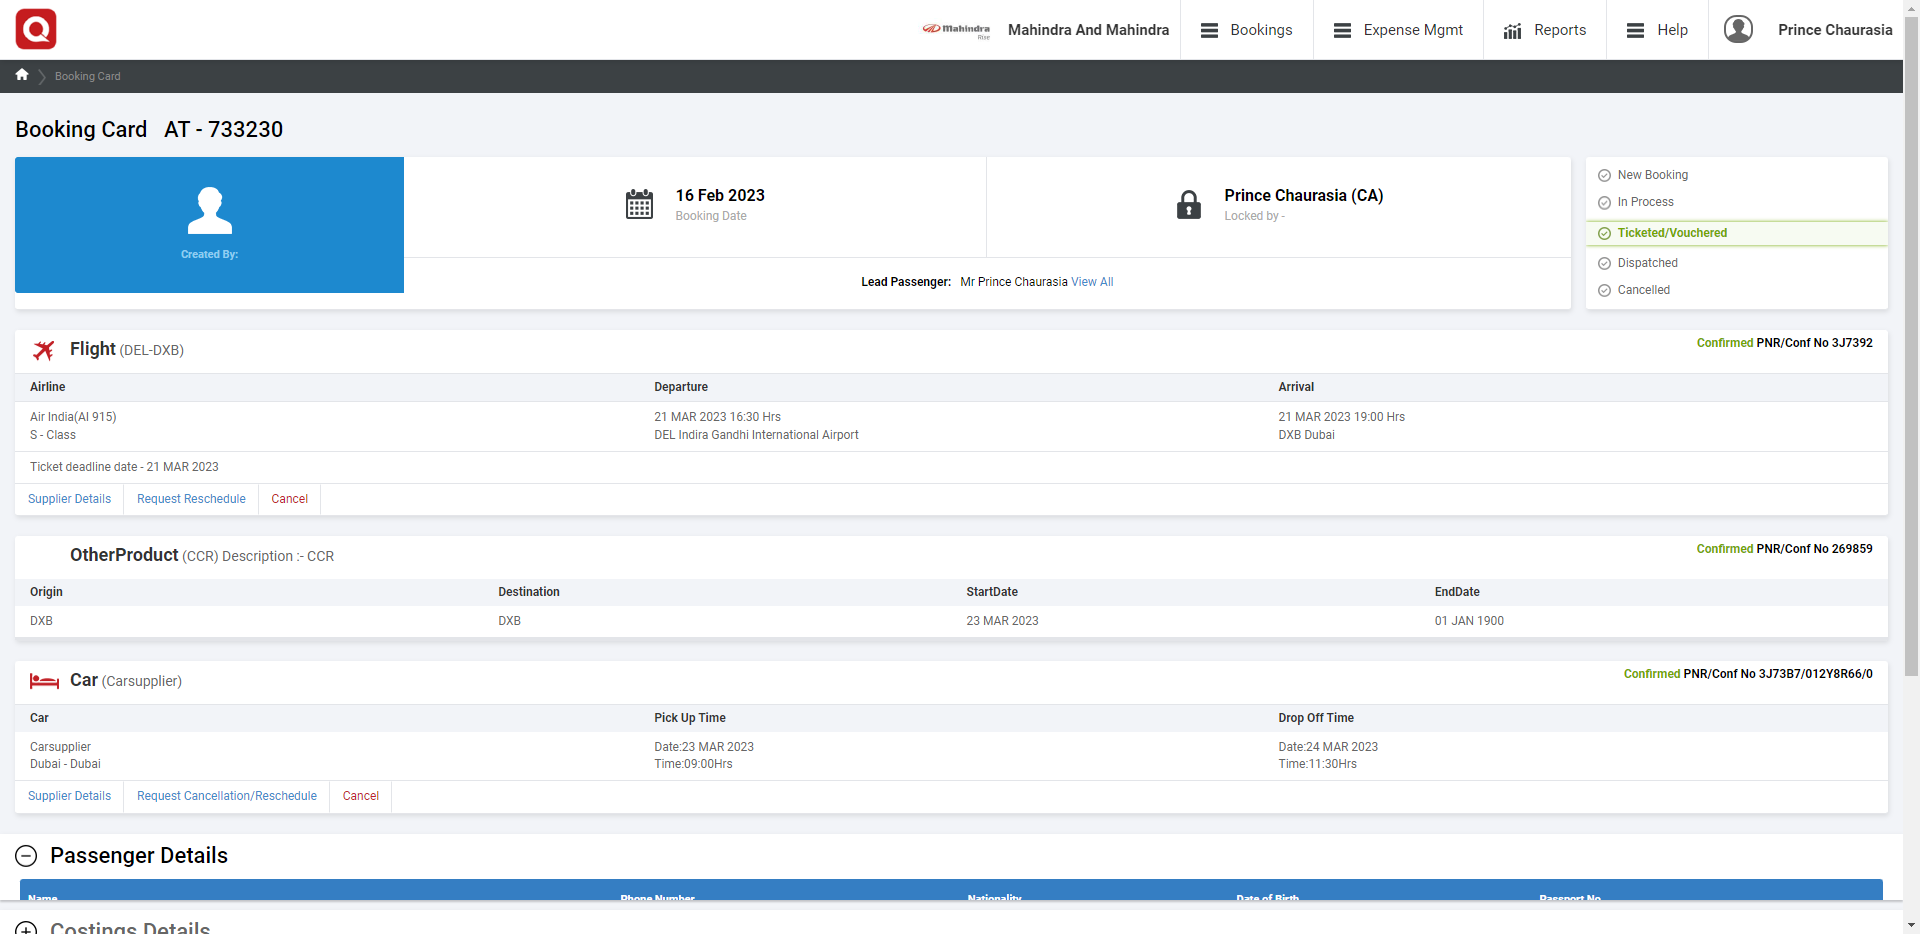 Mahindra Rise
Mahindra And Mahindra
Bookings
Expense Mgmt
Reports
Help
Prince Chaurasia
Booking Card
Booking Card AT - 733230
Created By:
16 Feb 2023
Booking Date
Prince Chaurasia (CA)
Locked by -
Lead Passenger: Mr Prince Chaurasia View All
New Booking
In Process
Ticketed/Vouchered
Dispatched
Cancelled
Flight (DEL-DXB)
Confirmed PNR/Conf No 3J7392
Airline Departure Arrival
Air India(AI 915) 21 MAR 2023 16:30 Hrs 21 MAR 2023 19:00 Hrs
S - Class DEL Indira Gandhi International Airport DXB Dubai
Ticket deadline date - 21 MAR 2023
Supplier Details Request Reschedule Cancel
OtherProduct (CCR) Description :- CCR
Confirmed PNR/Conf No 269859
Origin Destination StartDate EndDate
DXB DXB 23 MAR 2023 01 JAN 1900
Car (Carsupplier)
Confirmed PNR/Conf No 3J73B7/012Y8R66/0
Car Pick Up Time Drop Off Time
Carsupplier Date:23 MAR 2023 Date:24 MAR 2023
Dubai - Dubai Time:09:00Hrs Time:11:30Hrs
Supplier Details Request Cancellation/Reschedule Cancel
Passenger Details
Name Phone Number Nationality Date of Birth Passport No
Costings Details